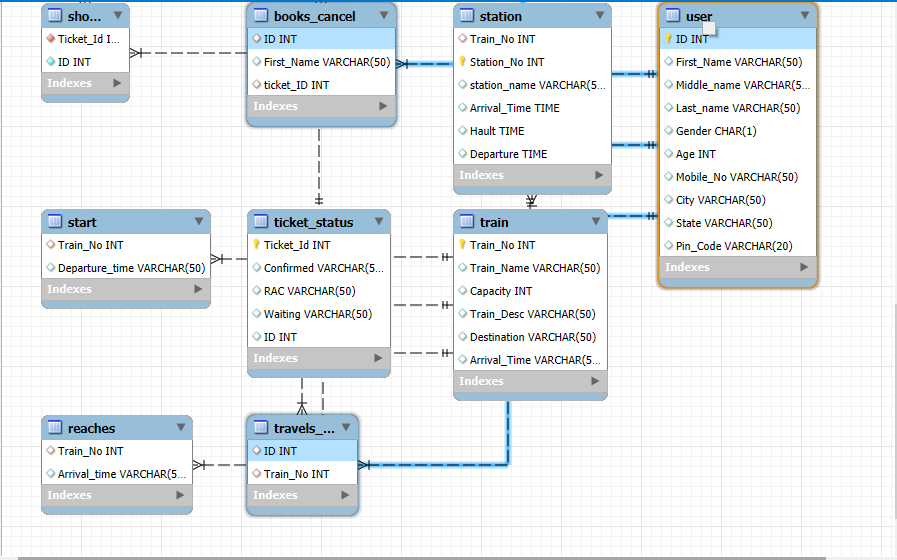 sho...
Ticket_Id I...
ID INT
Indexes
books_cancel
ID INT
First_Name VARCHAR(50)
ticket_ID INT
Indexes
station
Train_No INT
Station_No INT
station_name VARCHAR(5...
Arrival_Time TIME
Hault TIME
Departure TIME
Indexes
user
ID INT
First_Name VARCHAR(50)
Middle_name VARCHAR(5...
Last_name VARCHAR(50)
Gender CHAR(1)
Age INT
Mobile_No VARCHAR(50)
City VARCHAR(50)
State VARCHAR(50)
Pin_Code VARCHAR(20)
Indexes
start
Train_No INT
Departure_time VARCHAR(50)
Indexes
ticket_status
Ticket_Id INT
Confirmed VARCHAR(5...
RAC VARCHAR(50)
Waiting VARCHAR(50)
ID INT
Indexes
train
Train_No INT
Train_Name VARCHAR(50)
Capacity INT
Train_Desc VARCHAR(50)
Destination VARCHAR(50)
Arrival_Time VARCHAR(5...
Indexes
reaches
Train_No INT
Arrival_time VARCHAR(5...
Indexes
travels_...
ID INT
Train_No INT
Indexes